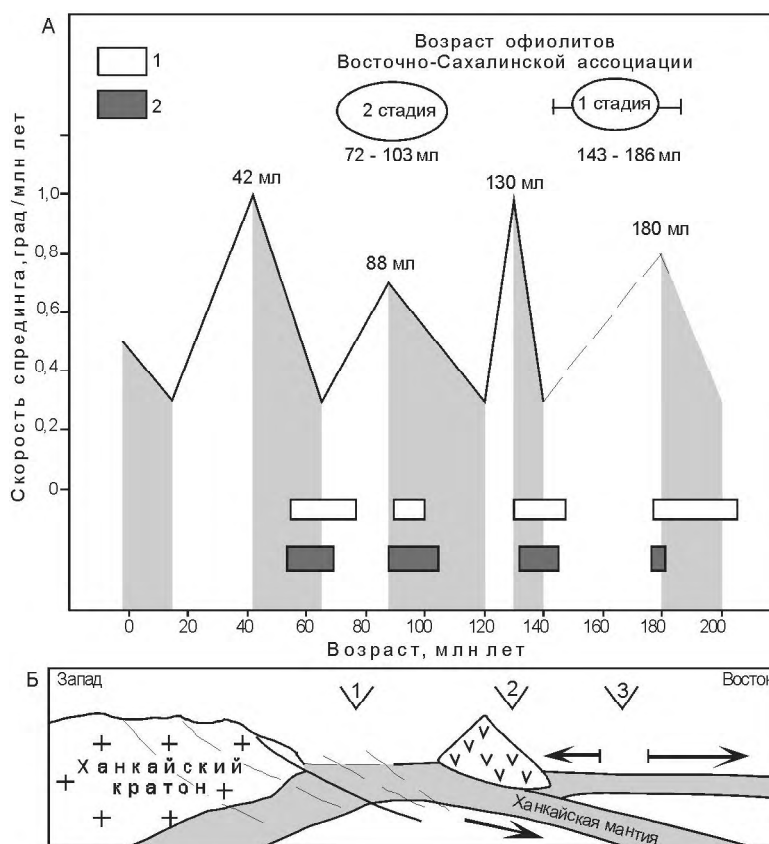 А
1
2
Возраст офиолитов
Восточно-Сахалинской ассоциации
2 стадия
1 стадия
72 - 103 мл
143 - 186 мл
Скорость спрединга, град/млн лет
1,0
0,8
0,6
0,4
0,2
0
42 мл
88 мл
130 мл
180 мл
0 20 40 60 80 100 120 140 160 180 200
Возраст, млн лет
Б
Запад
1
2
3
Восток
Ханкайский
кратон
Ханкайская мантия